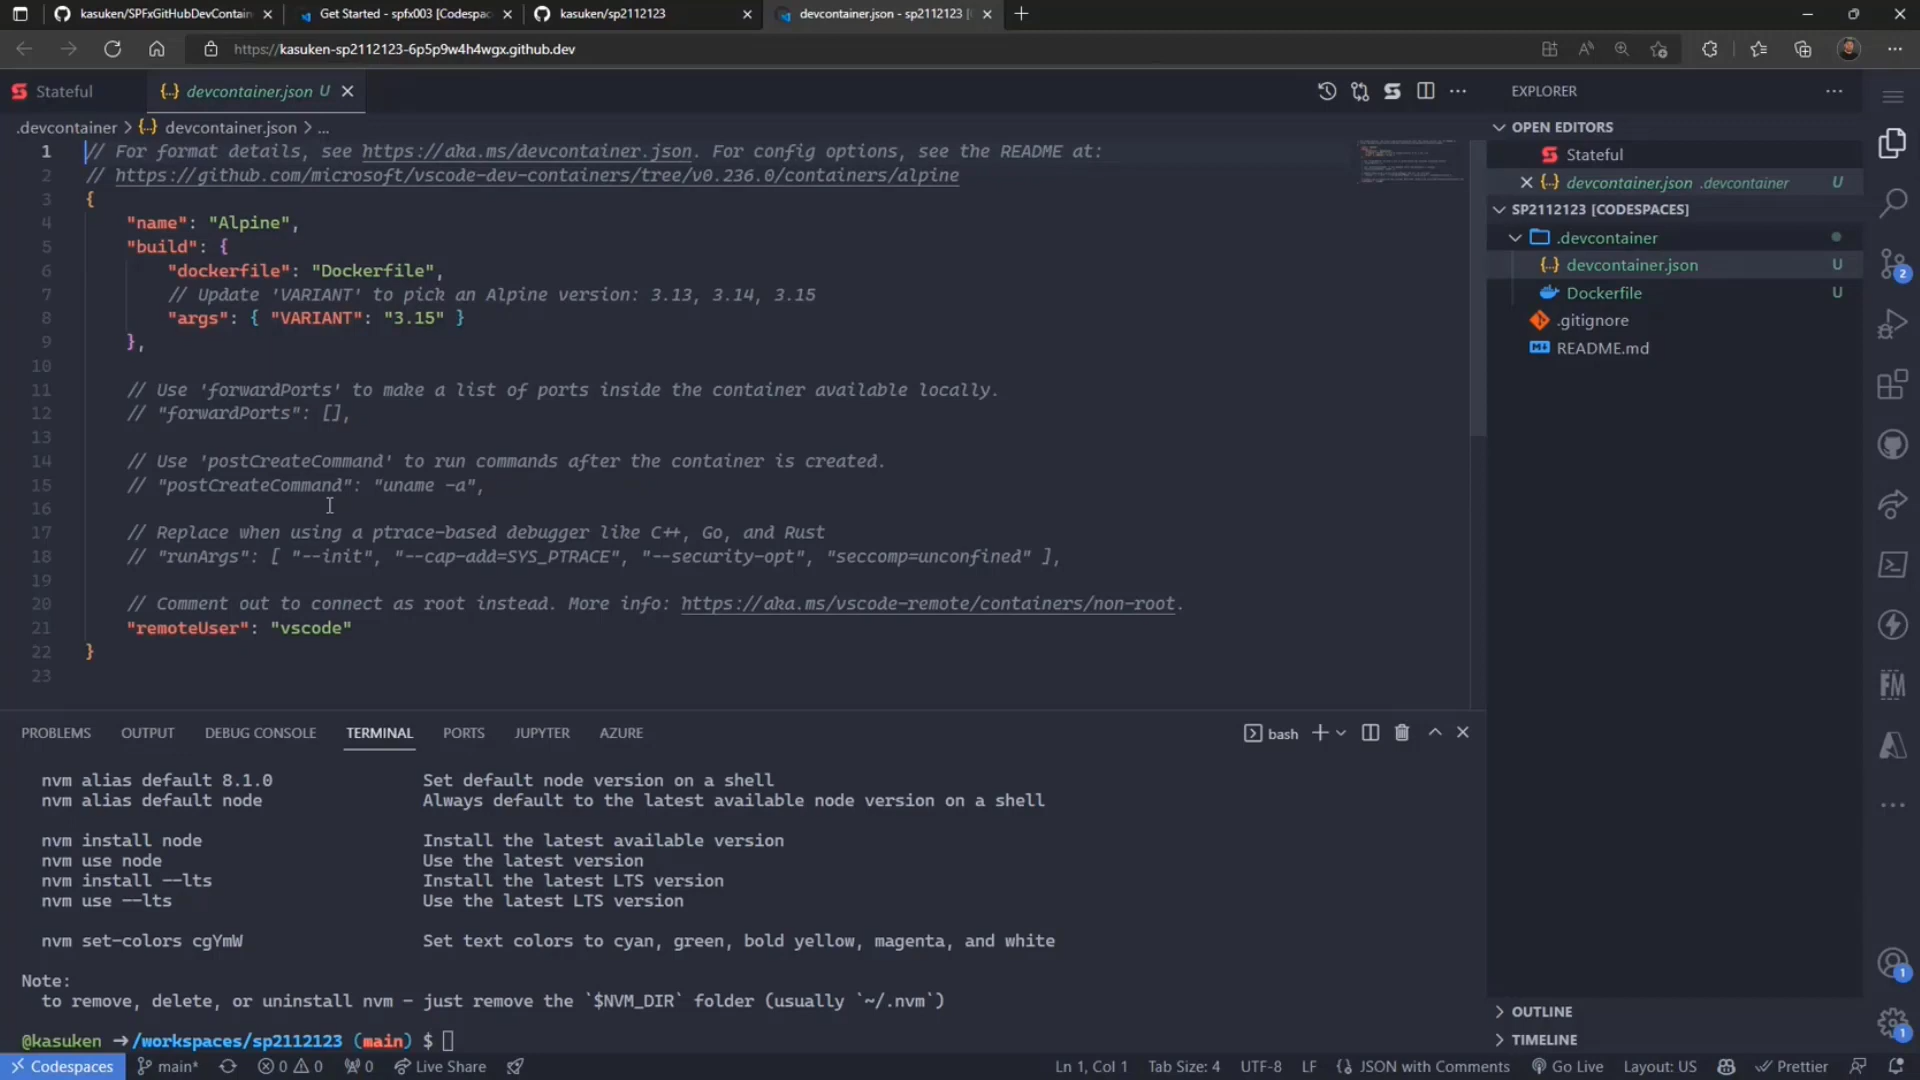 kasuken/SPFxGitHubDevContain
Get Started - spfx003 [Codespac
kasuken/sp2112123
devcontainer.json - sp2112123 [
https://kasuken-sp2112123-6p5p9w4h4wgx.github.dev
Stateful
{..} devcontainer.json U
.devcontainer > {..} devcontainer.json > ...
1 // For format details, see https://aka.ms/devcontainer.json. For config options, see the README at:
2 // https://github.com/microsoft/vscode-dev-containers/tree/v0.236.0/containers/alpine
3 {
4 "name": "Alpine",
5 "build": {
6 "dockerfile": "Dockerfile",
7 // Update 'VARIANT' to pick an Alpine version: 3.13, 3.14, 3.15
8 "args": { "VARIANT": "3.15" }
9 },
10
11 // Use 'forwardPorts' to make a list of ports inside the container available locally.
12 // "forwardPorts": [],
13
14 // Use 'postCreateCommand' to run commands after the container is created.
15 // "postCreateCommand": "uname -a",
16
17 // Replace when using a ptrace-based debugger like C++, Go, and Rust
18 // "runArgs": [ "--init", "--cap-add=SYS_PTRACE", "--security-opt", "seccomp=unconfined" ],
19
20 // Comment out to connect as root instead. More info: https://aka.ms/vscode-remote/containers/non-root.
21 "remoteUser": "vscode"
22 }
23
EXPLORER
OPEN EDITORS
Stateful
{..} devcontainer.json .devcontainer U
SP2112123 [CODESPACES]
.devcontainer
{..} devcontainer.json U
Dockerfile U
.gitignore
README.md
2
FM
1
1
OUTLINE
TIMELINE
PROBLEMS OUTPUT DEBUG CONSOLE TERMINAL PORTS JUPYTER AZURE
bash
nvm alias default 8.1.0 Set default node version on a shell
nvm alias default node Always default to the latest available node version on a shell
nvm install node Install the latest available version
nvm use node Use the latest version
nvm install --lts Install the latest LTS version
nvm use --lts Use the latest LTS version
nvm set-colors cgYmW Set text colors to cyan, green, bold yellow, magenta, and white
Note:
to remove, delete, or uninstall nvm - just remove the `$NVM_DIR` folder (usually `~/.nvm`)
@kasuken ➜ /workspaces/sp2112123 (main) $
Codespaces main* 0 0 0 Live Share Ln 1, Col 1 Tab Size: 4 UTF-8 LF JSON with Comments Go Live Layout: US Prettier